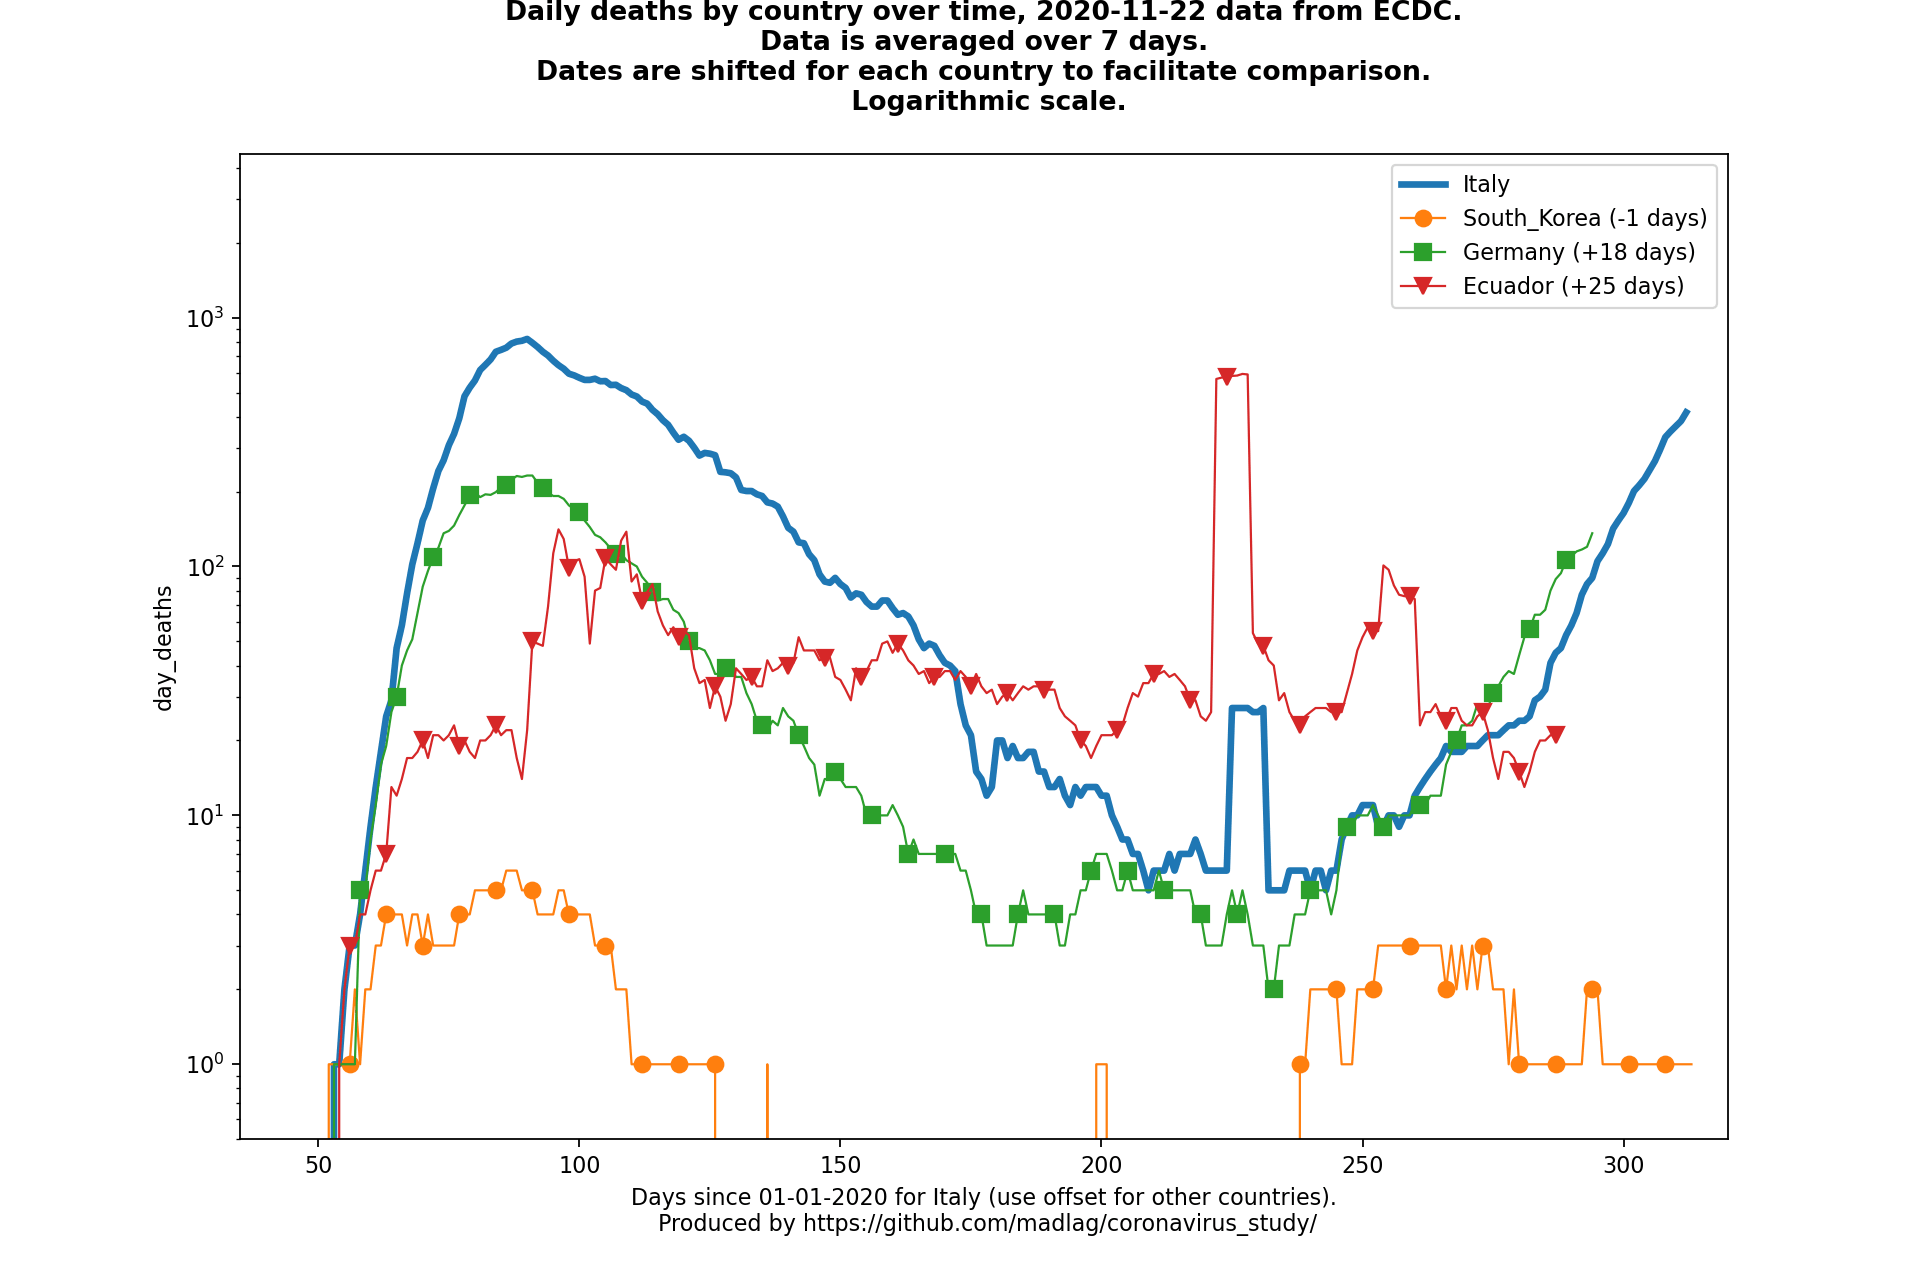 Daily deaths by country over time, 2020-11-22 data from ECDC.
Data is averaged over 7 days.
Dates are shifted for each country to facilitate comparison.
Logarithmic scale.
Italy
South_Korea (-1 days)
Germany (+18 days)
Ecuador (+25 days)
day_deaths
10³
10²
10¹
10⁰
50 100 150 200 250 300
Days since 01-01-2020 for Italy (use offset for other countries).
Produced by https://github.com/madlag/coronavirus_study/